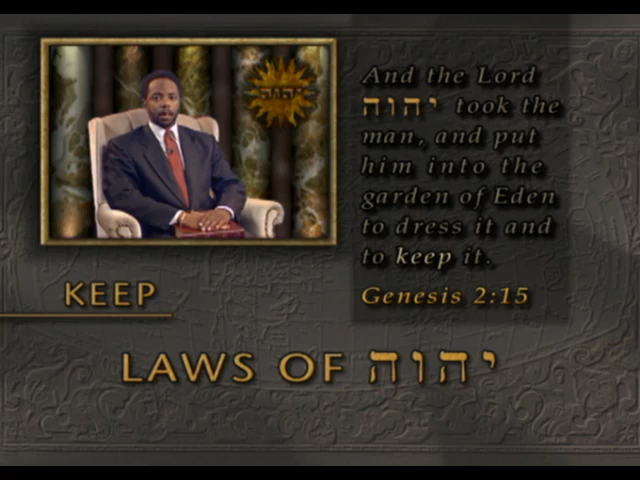 יהוה
And the Lord
יהוה took the
man, and put
him into the
garden of Eden
to dress it and
to keep it.
Genesis 2:15
KEEP
LAWS OF יהוה